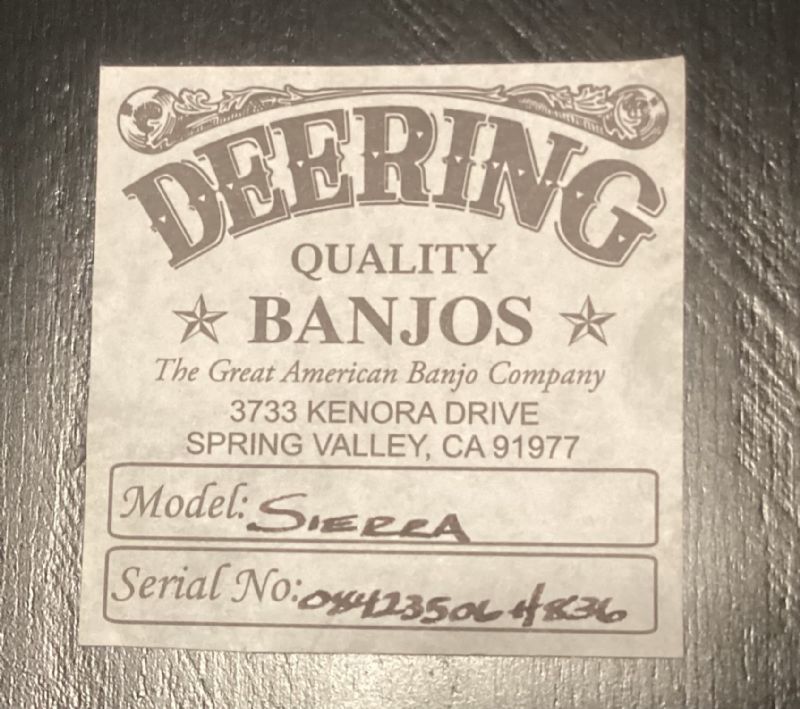 DEERING
QUALITY
BANJOS
The Great American Banjo Company
3733 KENORA DRIVE
SPRING VALLEY, CA 91977
Model: SIERRA
Serial No: